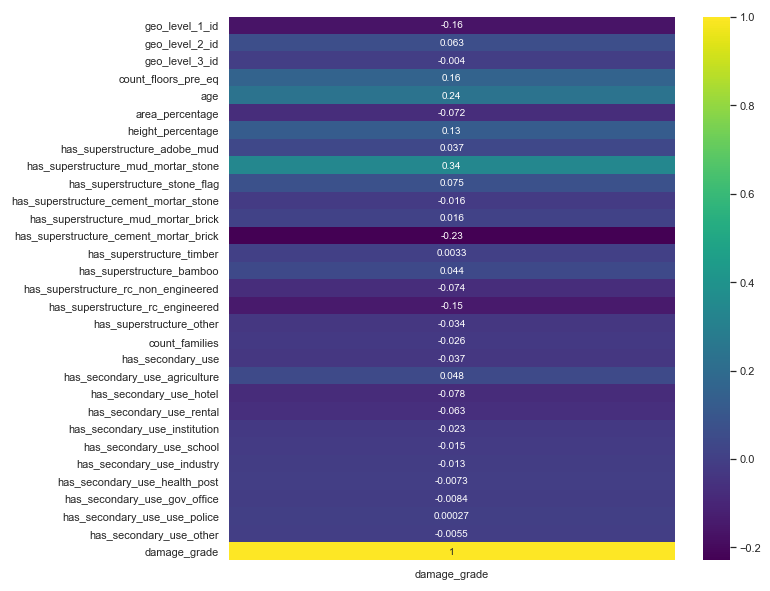 geo_level_1_id -0.16
geo_level_2_id 0.063
geo_level_3_id -0.004
count_floors_pre_eq 0.16
age 0.24
area_percentage -0.072
height_percentage 0.13
has_superstructure_adobe_mud 0.037
has_superstructure_mud_mortar_stone 0.34
has_superstructure_stone_flag 0.075
has_superstructure_cement_mortar_stone -0.016
has_superstructure_mud_mortar_brick 0.016
has_superstructure_cement_mortar_brick -0.23
has_superstructure_timber 0.0033
has_superstructure_bamboo 0.044
has_superstructure_rc_non_engineered -0.074
has_superstructure_rc_engineered -0.15
has_superstructure_other -0.034
count_families -0.026
has_secondary_use -0.037
has_secondary_use_agriculture 0.048
has_secondary_use_hotel -0.078
has_secondary_use_rental -0.063
has_secondary_use_institution -0.023
has_secondary_use_school -0.015
has_secondary_use_industry -0.013
has_secondary_use_health_post -0.0073
has_secondary_use_gov_office -0.0084
has_secondary_use_use_police 0.00027
has_secondary_use_other -0.0055
damage_grade 1
damage_grade
1.0
0.8
0.6
0.4
0.2
0.0
−0.2